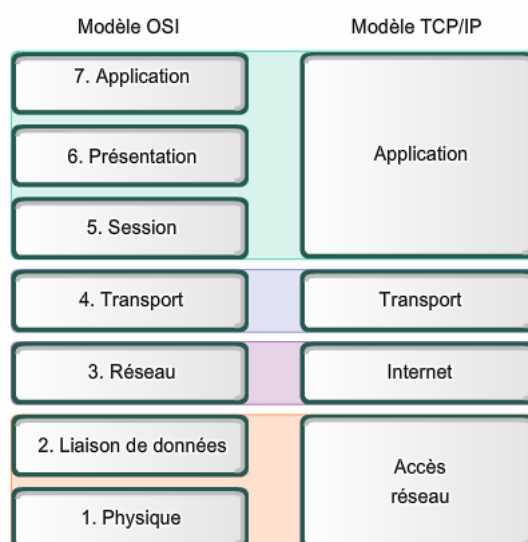 Modèle OSI
Modèle TCP/IP
7. Application
6. Présentation
5. Session
Application
4. Transport
Transport
3. Réseau
Internet
2. Liaison de données
1. Physique
Accès
réseau